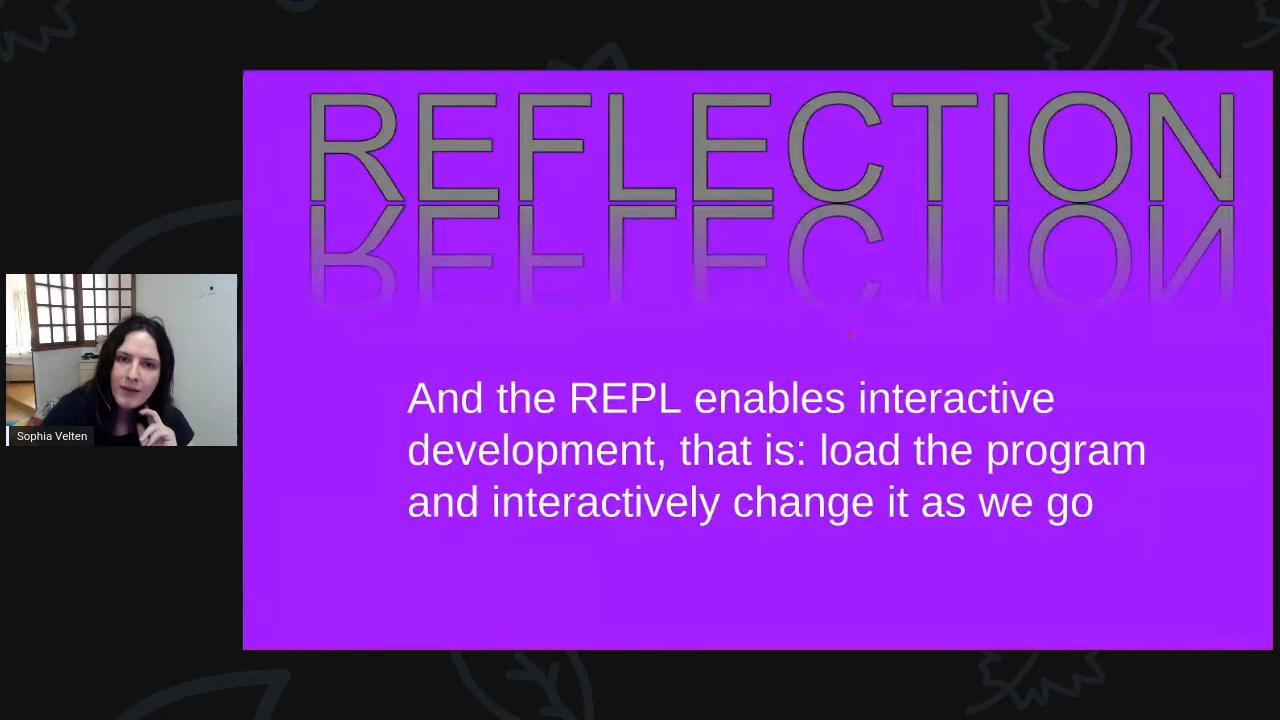 REFLECTION
And the REPL enables interactive
development, that is: load the program
and interactively change it as we go
Sophia Velten